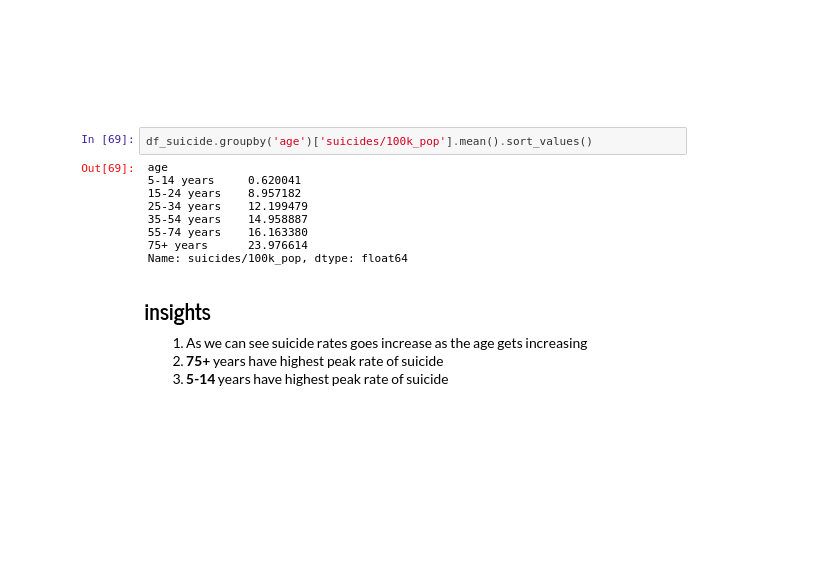 In [69]: df_suicide.groupby('age')['suicides/100k_pop'].mean().sort_values()
Out[69]: age
5-14 years    0.620041
15-24 years    8.957182
25-34 years    12.199479
35-54 years    14.958887
55-74 years    16.163380
75+ years    23.976614
Name: suicides/100k_pop, dtype: float64
insights
1. As we can see suicide rates goes increase as the age gets increasing
2. 75+ years have highest peak rate of suicide
3. 5-14 years have highest peak rate of suicide